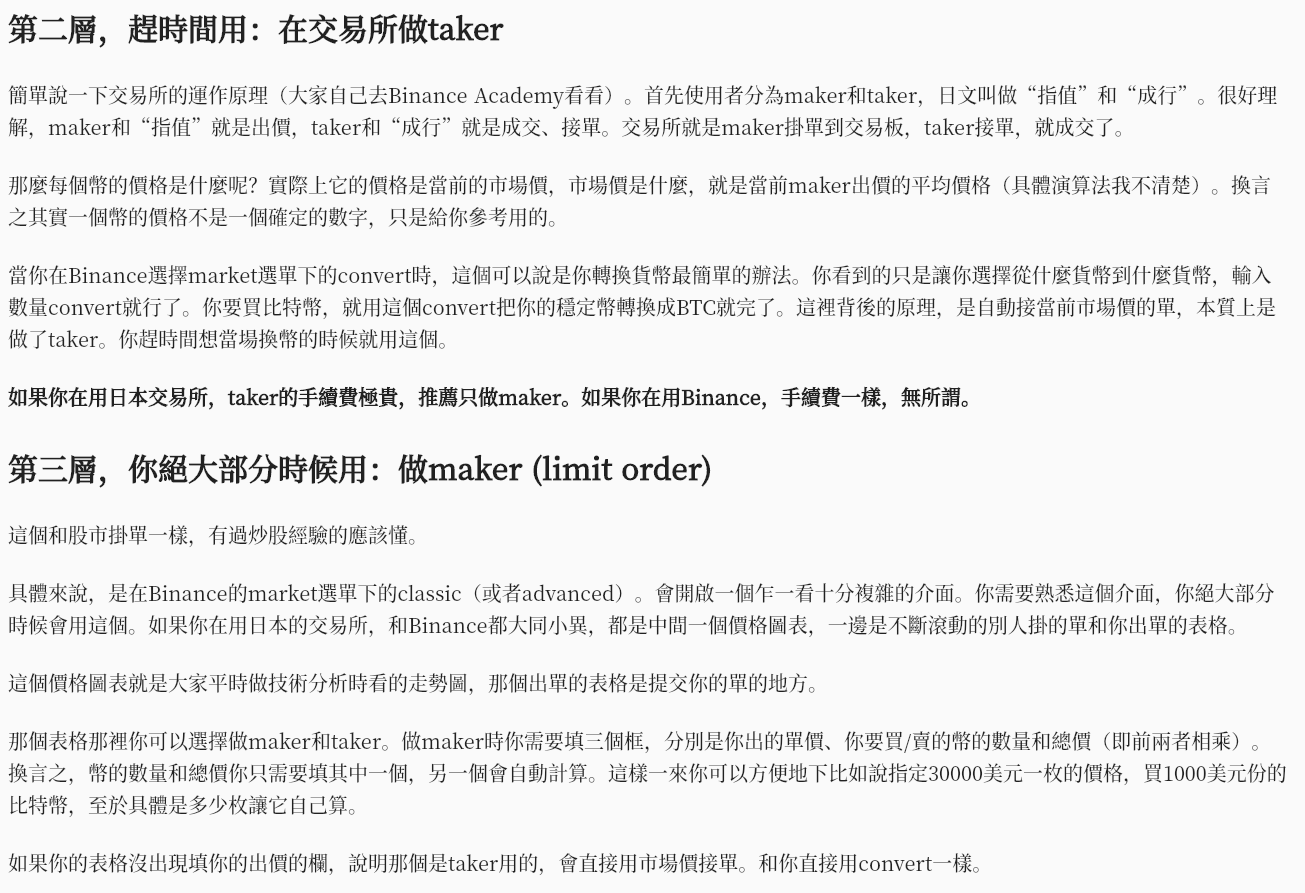 第二層，趕時間用：在交易所做taker
簡單說一下交易所的運作原理（大家自己去Binance Academy看看）。首先使用者分為maker和taker，日文叫做“指值”和“成行”。很好理
解，maker和“指值”就是出價，taker和“成行”就是成交、接單。交易所就是maker掛單到交易板，taker接單，就成交了。
那麼每個幣的價格是什麼呢？實際上它的價格是當前的市場價，市場價是什麼，就是當前maker出價的平均價格（具體演算法我不清楚）。換言
之其實一個幣的價格不是一個確定的數字，只是給你參考用的。
當你在Binance選擇market選單下的convert時，這個可以說是你轉換貨幣最簡單的辦法。你看到的只是讓你選擇從什麼貨幣到什麼貨幣，輸入
數量convert就行了。你要買比特幣，就用這個convert把你的穩定幣轉換成BTC就完了。這裡背後的原理，是自動接當前市場價的單，本質上是
做了taker。你趕時間想當場換幣的時候就用這個。
如果你在用日本交易所，taker的手續費極貴，推薦只做maker。如果你在用Binance，手續費一樣，無所謂。
第三層，你絕大部分時候用：做maker (limit order)
這個和股市掛單一樣，有過炒股經驗的應該懂。
具體來說，是在Binance的market選單下的classic（或者advanced）。會開啟一個乍一看十分複雜的介面。你需要熟悉這個介面，你絕大部分
時候會用這個。如果你在用日本的交易所，和Binance都大同小異，都是中間一個價格圖表，一邊是不斷滾動的別人掛的單和你出單的表格。
這個價格圖表就是大家平時做技術分析時看的走勢圖，那個出單的表格是提交你的單的地方。
那個表格那裡你可以選擇做maker和taker。做maker時你需要填三個框，分別是你出的單價、你要買/賣的幣的數量和總價（即前兩者相乘）。
換言之，幣的數量和總價你只需要填其中一個，另一個會自動計算。這樣一來你可以方便地下比如說指定30000美元一枚的價格，買1000美元份的
比特幣，至於具體是多少枚讓它自己算。
如果你的表格沒出現填你的出價的欄，說明那個是taker用的，會直接用市場價接單。和你直接用convert一樣。